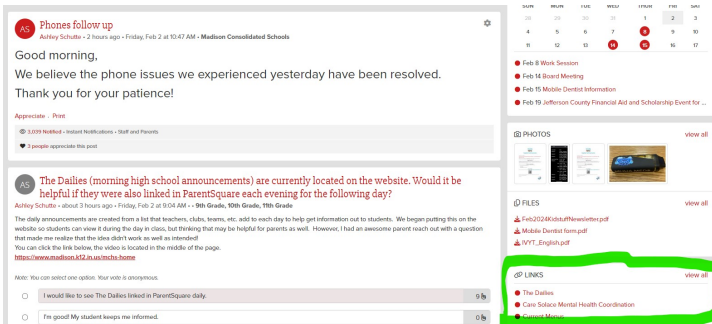 AS
Phones follow up
Ashley Schutte • 2 hours ago • Friday, Feb 2 at 10:47 AM • Madison Consolidated Schools
Good morning,
We believe the phone issues we experienced yesterday have been resolved.
Thank you for your patience!
Appreciate · Print
3,039 Notified • Instant Notifications • Staff and Parents
3 people appreciate this post
AS
The Dailies (morning high school announcements) are currently located on the website. Would it be
helpful if they were also linked in ParentSquare each evening for the following day?
Ashley Schutte • about 3 hours ago • Friday, Feb 2 at 9:04 AM • • 9th Grade, 10th Grade, 11th Grade
The daily announcements are created from a list that teachers, clubs, teams, etc. add to each day to help get information out to students. We began putting this on the
website so students can view it during the day in class, but thinking that may be helpful for parents as well. However, I had an awesome parent reach out with a question
that made me realize that the idea didn't work as well as intended!
You can click the link below, the video is located in the middle of the page.
https://www.madison.k12.in.us/mchs-home
Note: You can select one option. Your vote is anonymous.
I would like to see The Dailies linked in ParentSquare daily.
9
I'm good! My student keeps me informed.
0
SUN MON TUE WED THUR FRI SAT
28 29 30 31 1 2 3
4 5 6 7 8 9 10
11 12 13 14 15 16 17
Feb 8 Work Session
Feb 14 Board Meeting
Feb 15 Mobile Dentist Information
Feb 19 Jefferson County Financial Aid and Scholarship Event for ...
PHOTOS view all
FILES view all
Feb2024KidstuffNewsletter.pdf
Mobile Dentist form.pdf
IVYT_English.pdf
LINKS view all
The Dailies
Care Solace Mental Health Coordination
Current Menus